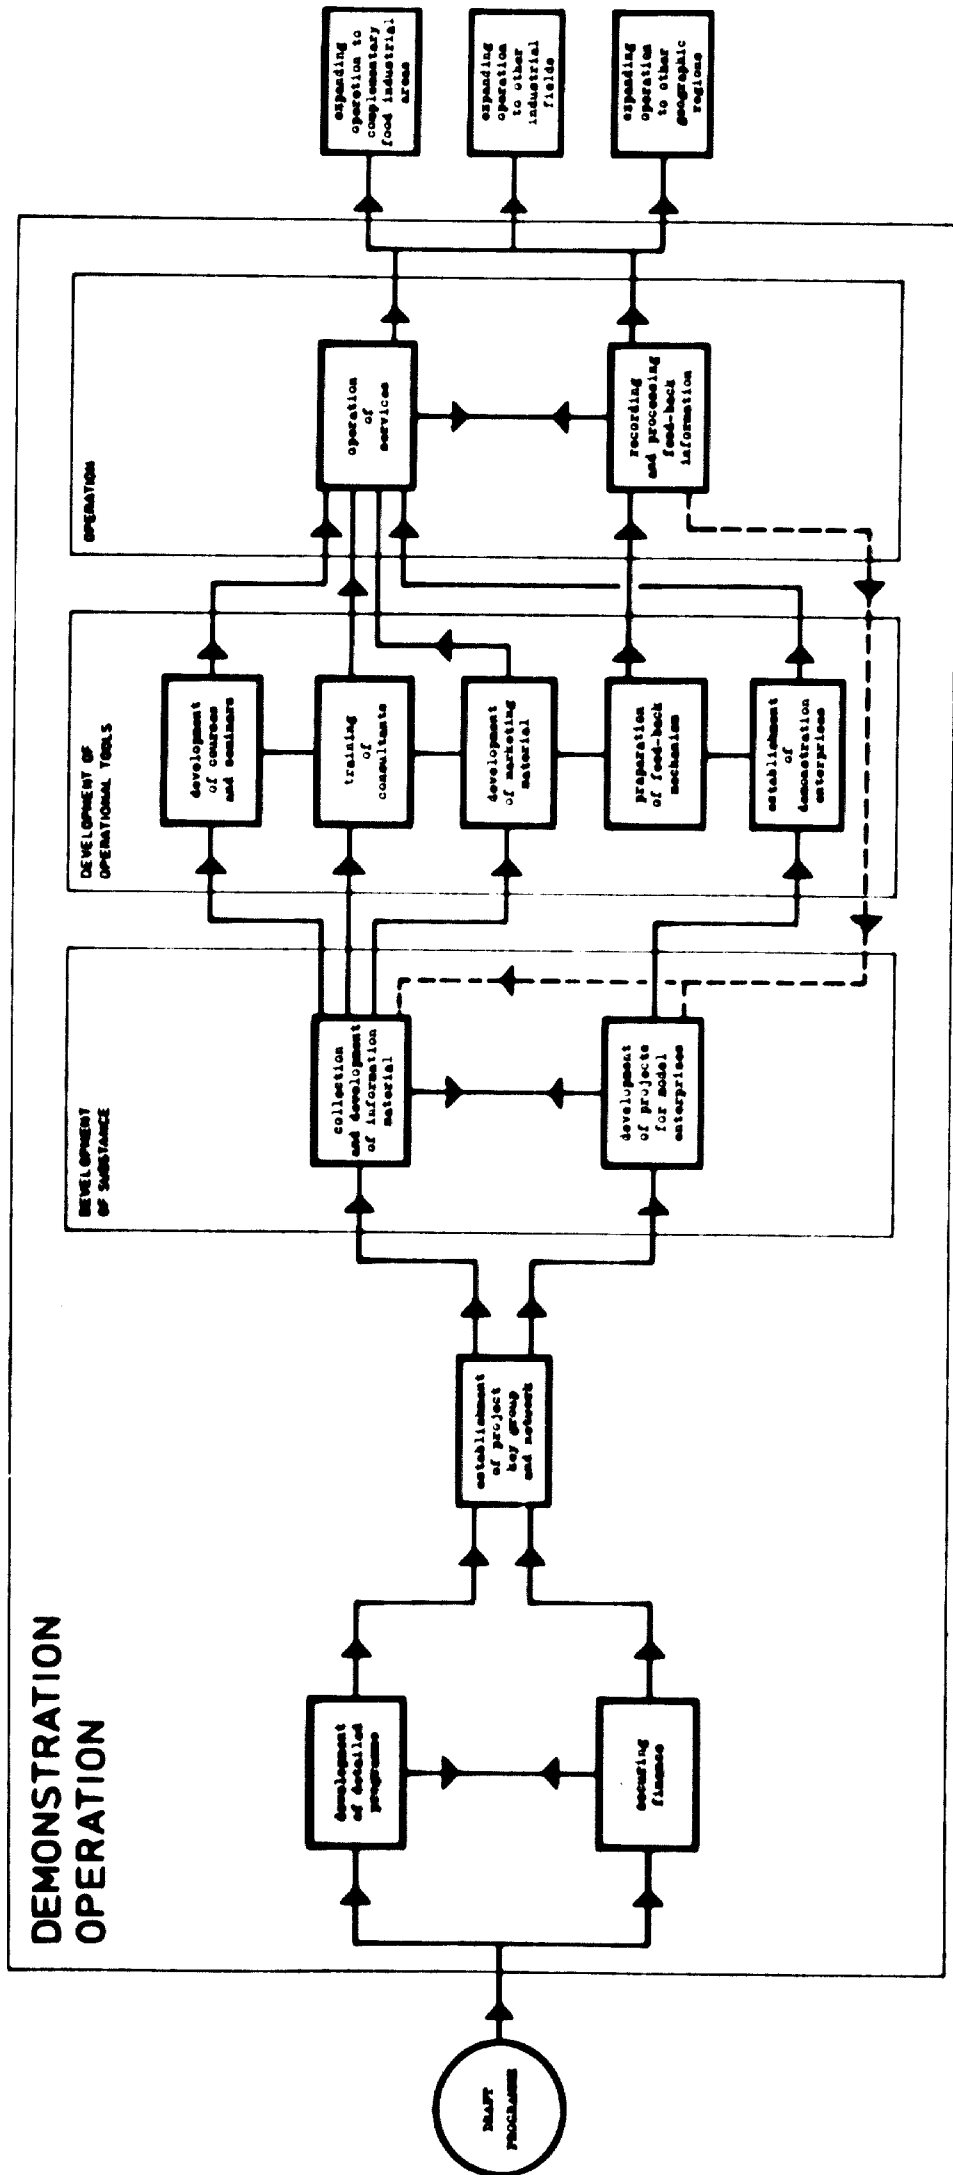 DEMONSTRATION
OPERATION
DRAFT
PROGRAMME
development
of detailed
programme
securing
finance
establishment
of project
key group
and network
DEVELOPMENT
OF SUBSTANCE
collection
and development
of information
material
development
of projects
for model
enterprises
DEVELOPMENT OF
OPERATIONAL TOOLS
development
of courses
and seminars
training
of
consultants
development
of marketing
material
praparation
of feed-back
mechanics
establishment
of
demonstration
enterprises
OPERATION
operation
of
services
recording
and processing
feed-back
information
expanding
operation to
complementary
food industrial
areas
expanding
operation
to other
industrial
fields
expanding
operation
to other
geographic
regions